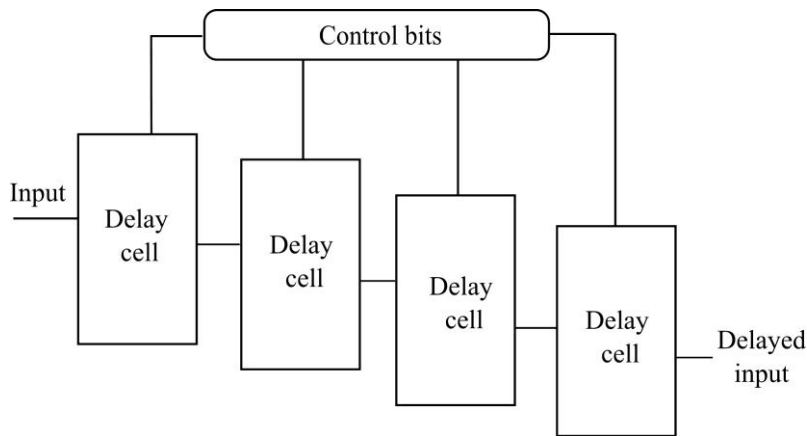 Control bits
Input
Delay
cell
Delay
cell
Delay
cell
Delay
cell
Delayed
input